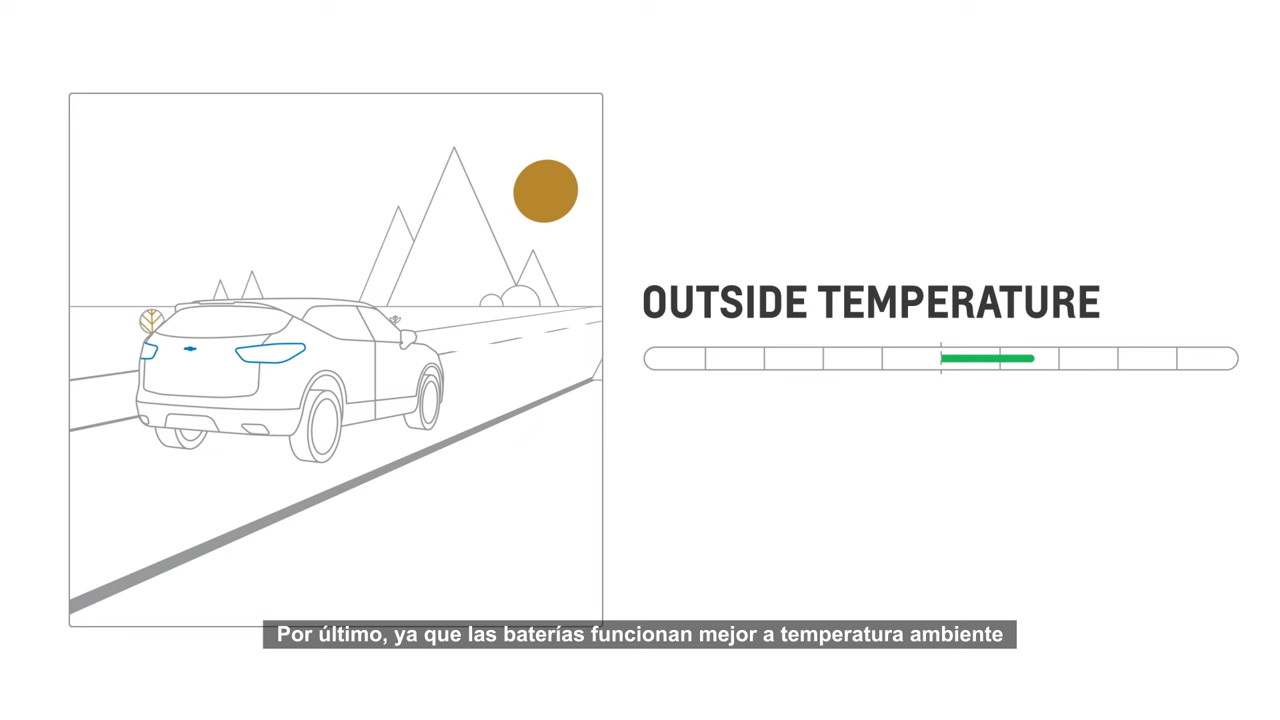 OUTSIDE TEMPERATURE
Por último, ya que las baterías funcionan mejor a temperatura ambiente